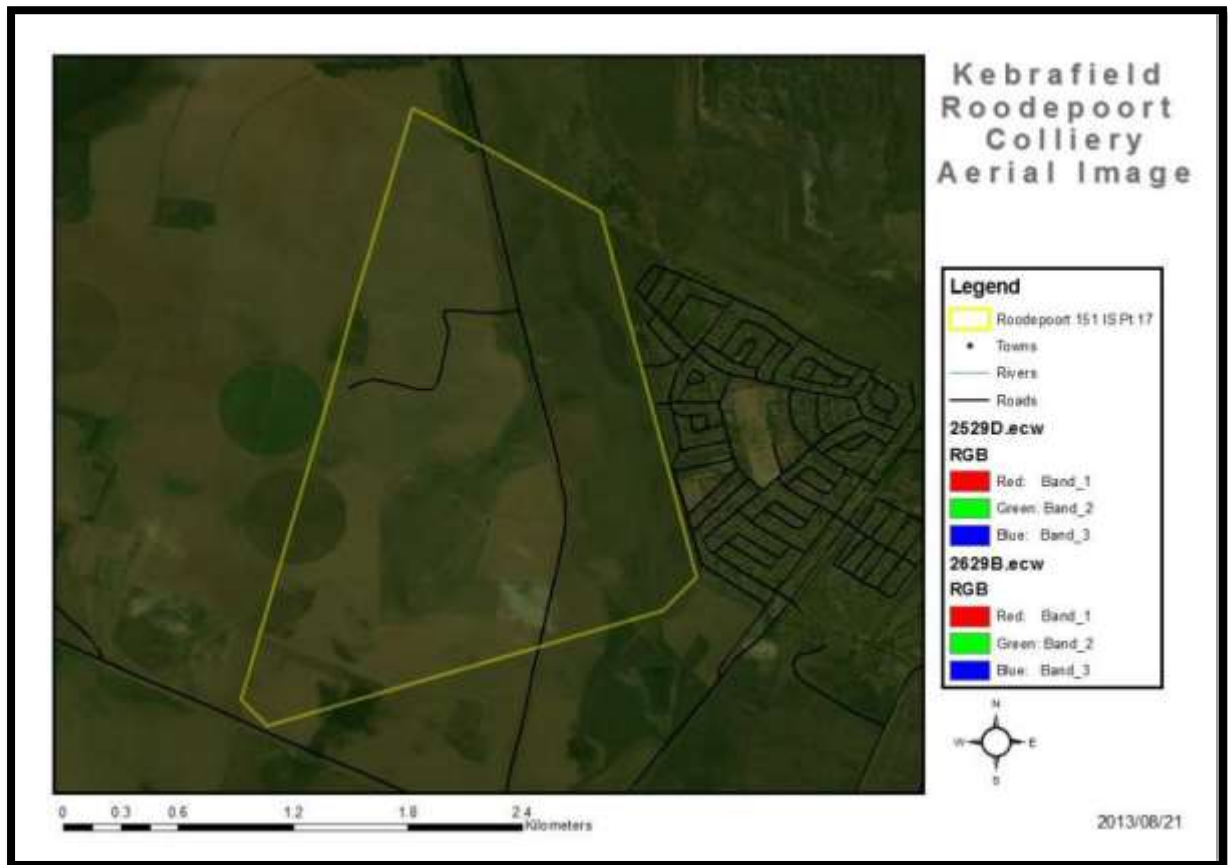 Kebrafield
Roodepoort
Colliery
Aerial Image
Legend
Roodepoort 151 IS Pt 17
Towns
Rivers
Roads
2529D.ecw
RGB
Red: Band_1
Green: Band_2
Blue: Band_3
2629B.ecw
RGB
Red: Band_1
Green: Band_2
Blue: Band_3
N
W E
S
0 0.3 0.6 1.2 1.8 2.4
Kilometers
2013/08/21